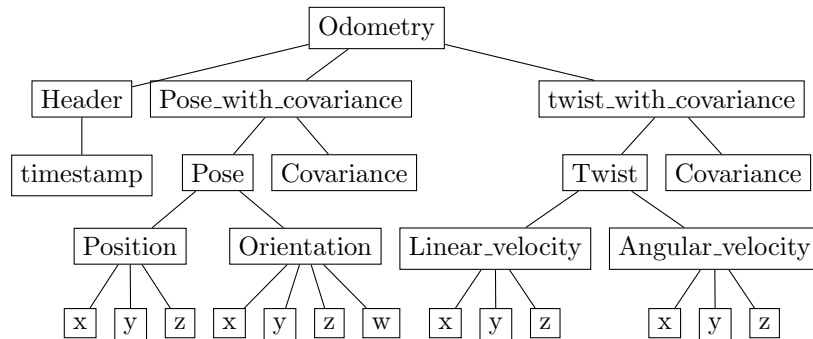 Odometry
Header Pose_with_covariance twist_with_covariance
timestamp Pose Covariance Twist Covariance
Position Orientation Linear_velocity Angular_velocity
x y z x y z w x y z x y z